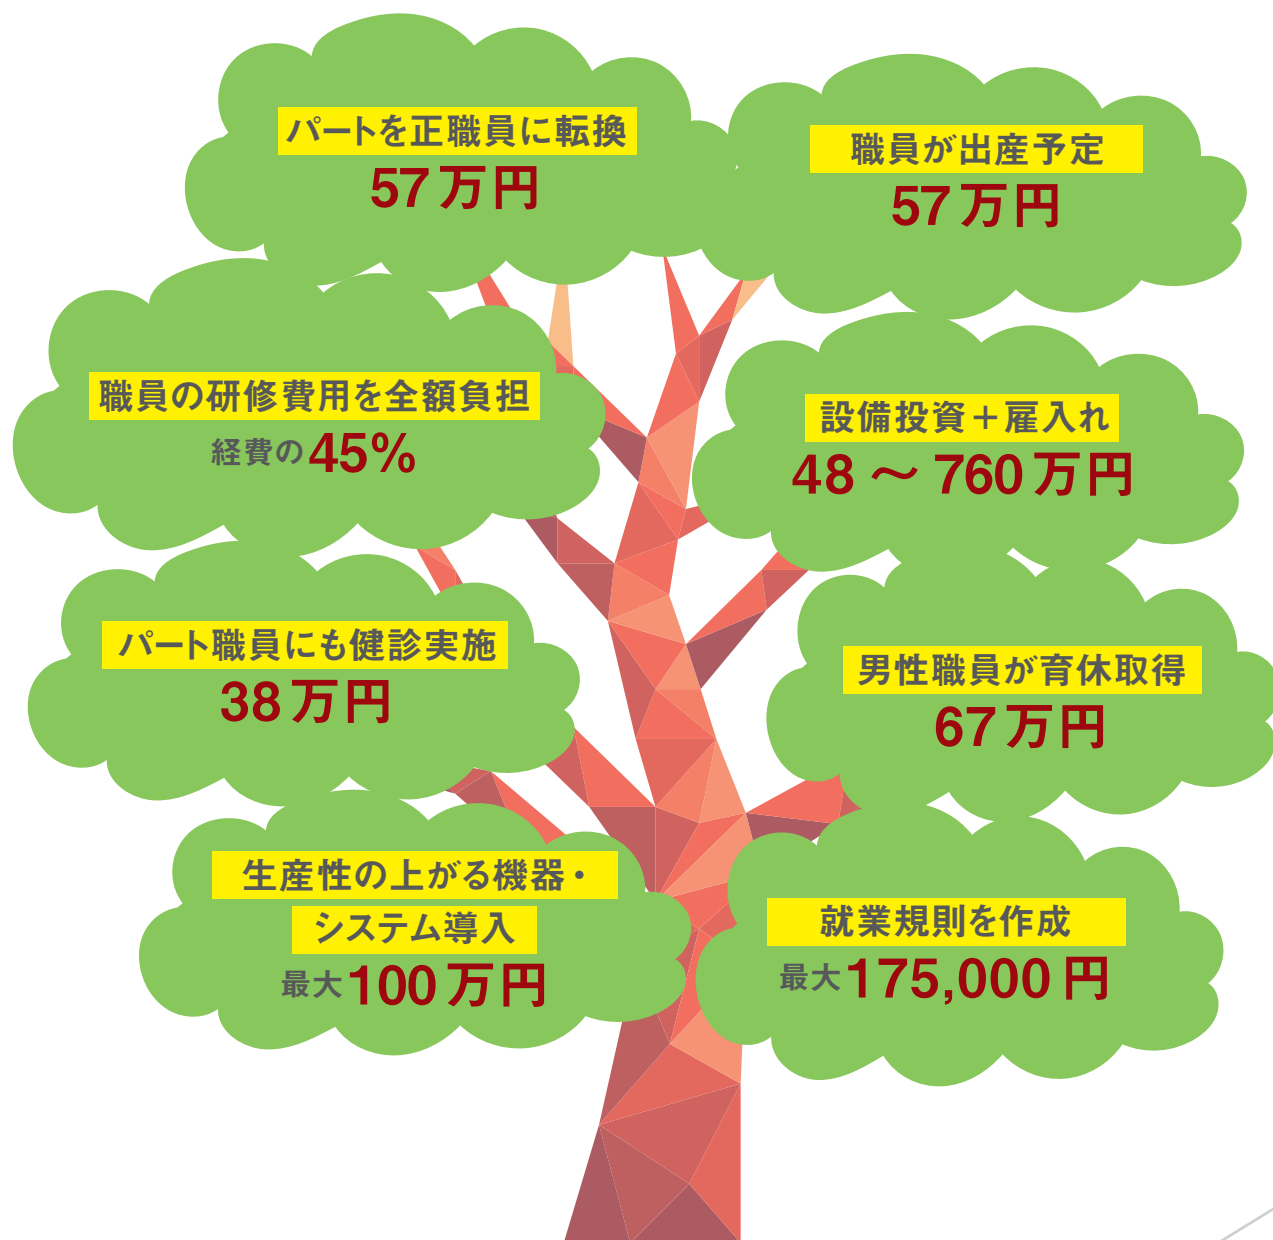 パートを正職員に転換
57万円
職員が出産予定
57万円
職員の研修費用を全額負担
経費の45%
設備投資＋雇入れ
48～760万円
パート職員にも健診実施
38万円
男性職員が育休取得
67万円
生産性の上がる機器・
システム導入
最大100万円
就業規則を作成
最大175,000円